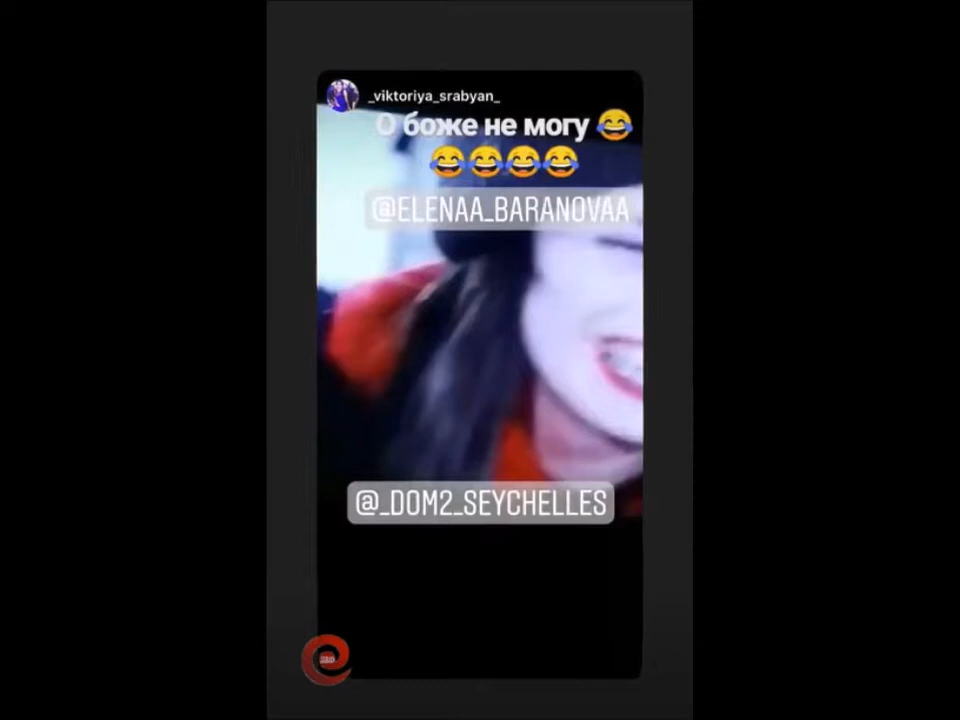 _viktoriya_srabyan_
О боже не могу 😂
😂😂😂😂
@ELENAA_BARANOVAA
@_DOM2_SEYCHELLES